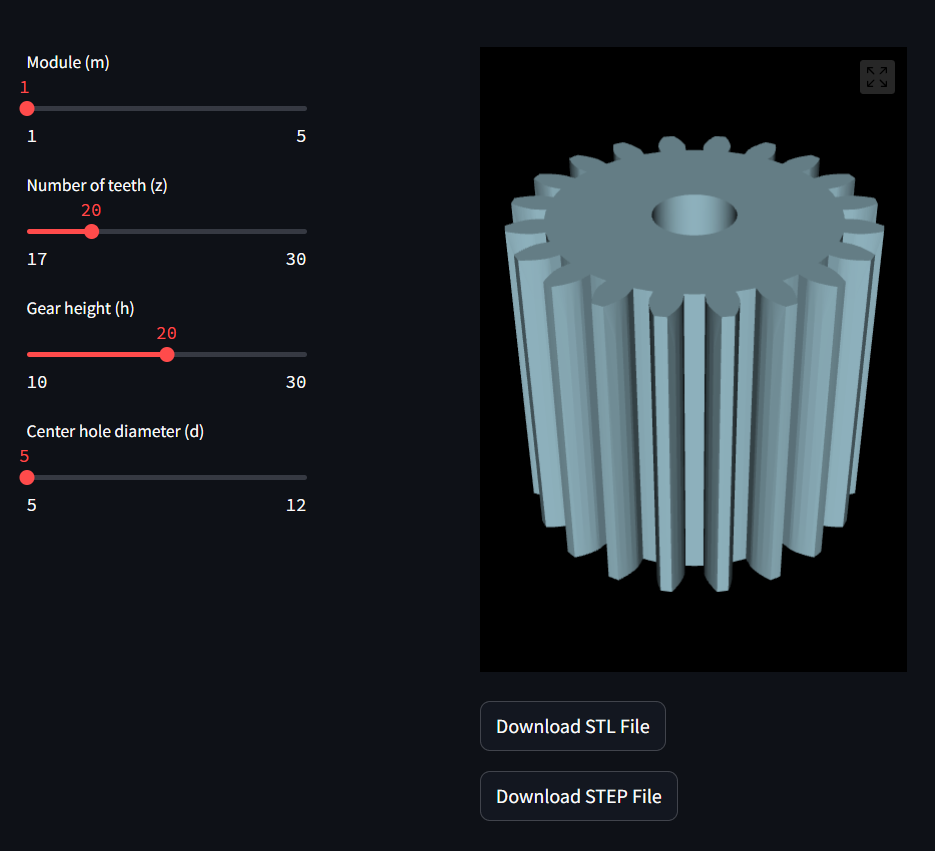 Module (m)
1
1 5
Number of teeth (z)
20
17 30
Gear height (h)
20
10 30
Center hole diameter (d)
5
5 12
Download STL File
Download STEP File